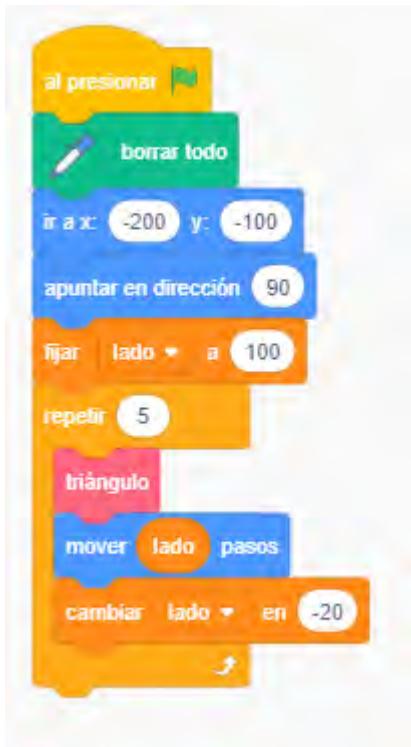 al presionar
borrar todo
ir a x: -200 y: -100
apuntar en dirección 90
fijar lado a 100
repetir 5
triángulo
mover lado pasos
cambiar lado en -20